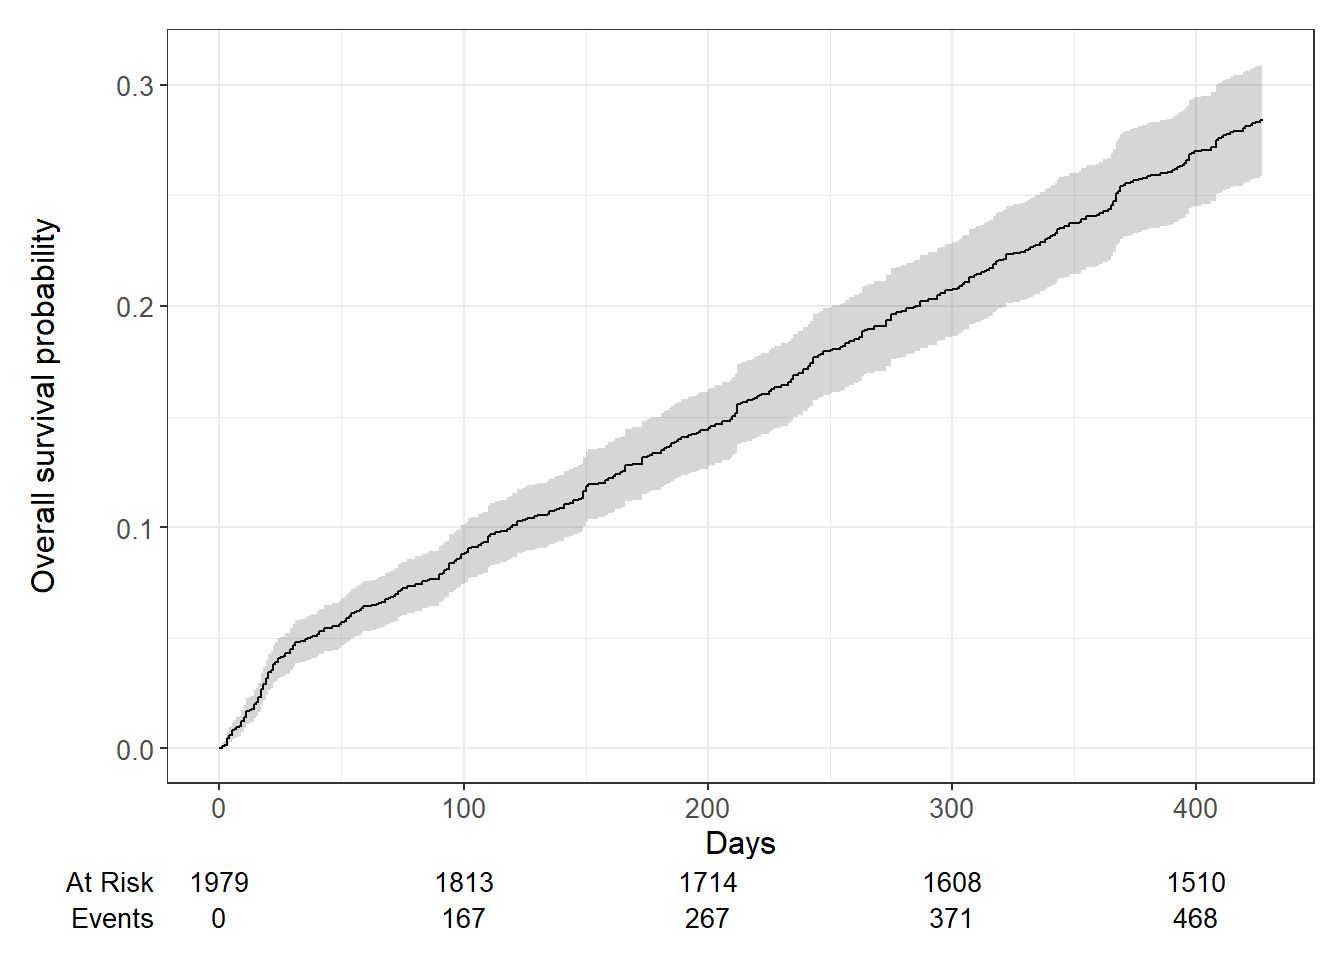 Overall survival probability
0.3
0.2
0.1
0.0
0 100 200 300 400
Days
At Risk 1979 1813 1714 1608 1510
Events 0 167 267 371 468